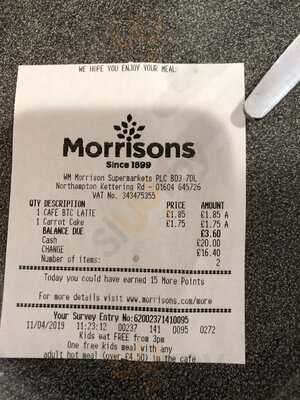 WE HOPE YOU ENJOY YOUR MEAL
Morrisons
Since 1899
WM Morrison Supermarkets PLC BD3 7DL
Northampton Kettering Rd - 01604 645726
VAT No. 343475355
QTY DESCRIPTION PRICE AMOUNT
1 CAFE BTC LATTE £1.85 £1.85 A
1 Carrot Cake £1.75 £1.75 A
BALANCE DUE £3.60
Cash £20.00
CHANGE £16.40
Number of items: 2
Today you could have earned 15 More Points
For more details visit www.morrisons.com/more
Your Survey Entry No:62002371410095
11/04/2019 11:23:12 00237 141 0095 0272
Kids eat FREE from 3pm
One free kids meal with any
adult hot meal (over £4.50) in the cafe